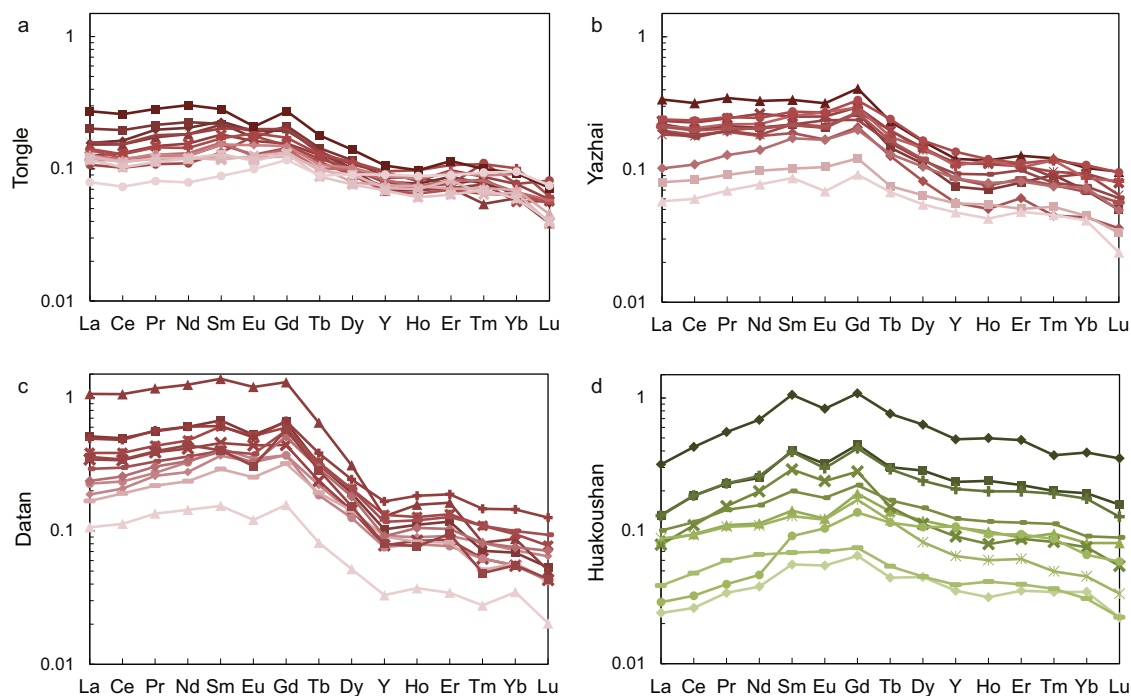 a
1
0.1
0.01
Tongle
La Ce Pr Nd Sm Eu Gd Tb Dy Y Ho Er Tm Yb Lu
b
1
0.1
0.01
Yazhai
La Ce Pr Nd Sm Eu Gd Tb Dy Y Ho Er Tm Yb Lu
c
1
0.1
0.01
Datan
La Ce Pr Nd Sm Eu Gd Tb Dy Y Ho Er Tm Yb Lu
d
1
0.1
0.01
Huakoushan
La Ce Pr Nd Sm Eu Gd Tb Dy Y Ho Er Tm Yb Lu